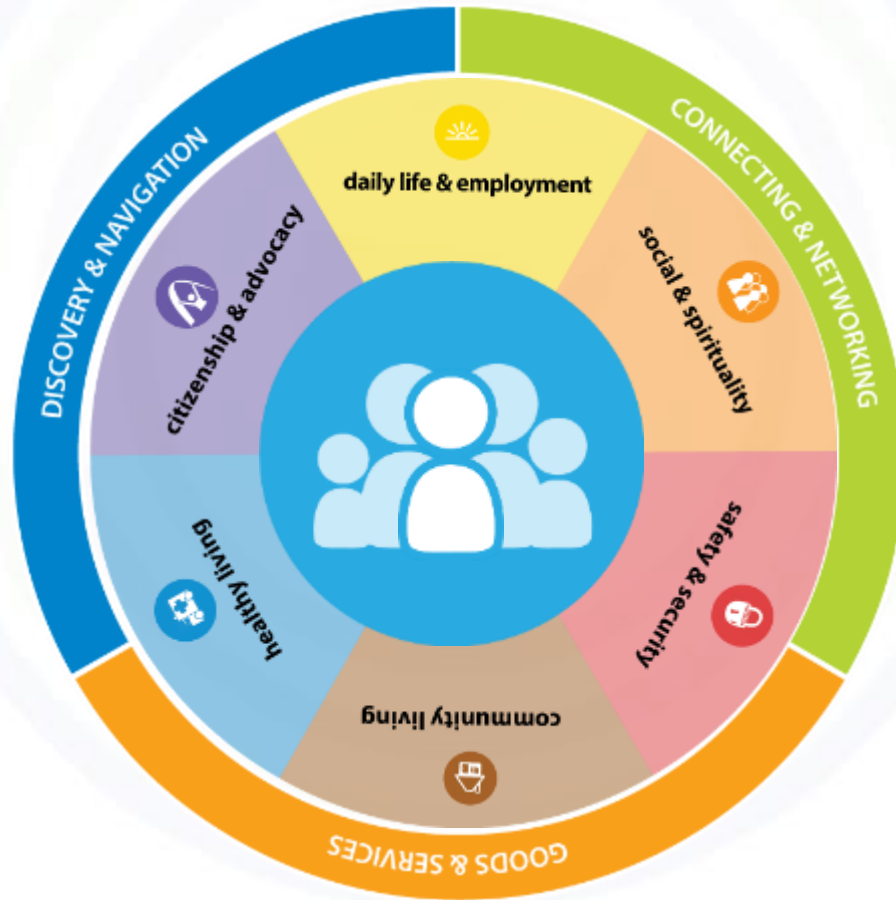 DISCOVERY & NAVIGATION
CONNECTING & NETWORKING
GOODS & SERVICES
daily life & employment
social & spirituality
safety & security
community living
healthy living
citizenship & advocacy